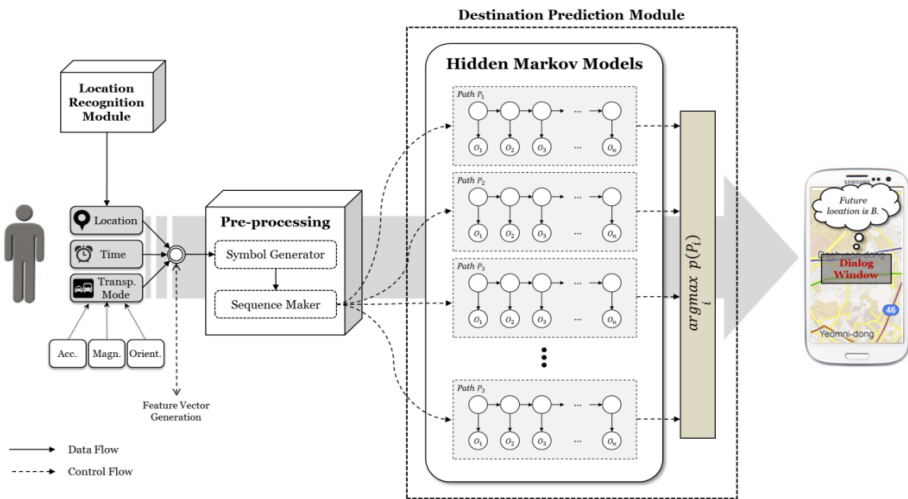 Destination Prediction Module
Hidden Markov Models
Location
Recognition
Module
Location
Time
Transp.
Mode
Acc.
Magn.
Orient.
Feature Vector
Generation
Pre-processing
Symbol Generator
Sequence Maker
Path P₁
...
O₁ O₂ O₃ ... Oₙ
Path P₂
...
O₁ O₂ O₃ ... Oₙ
Path P₃
...
O₁ O₂ O₃ ... Oₙ
Path P₃
...
O₁ O₂ O₃ ... Oₙ
argmax p(Pᵢ)
i
SAMSUNG
Future
location is B.
Dialog
Window
46
Yeomni-dong
Data Flow
Control Flow